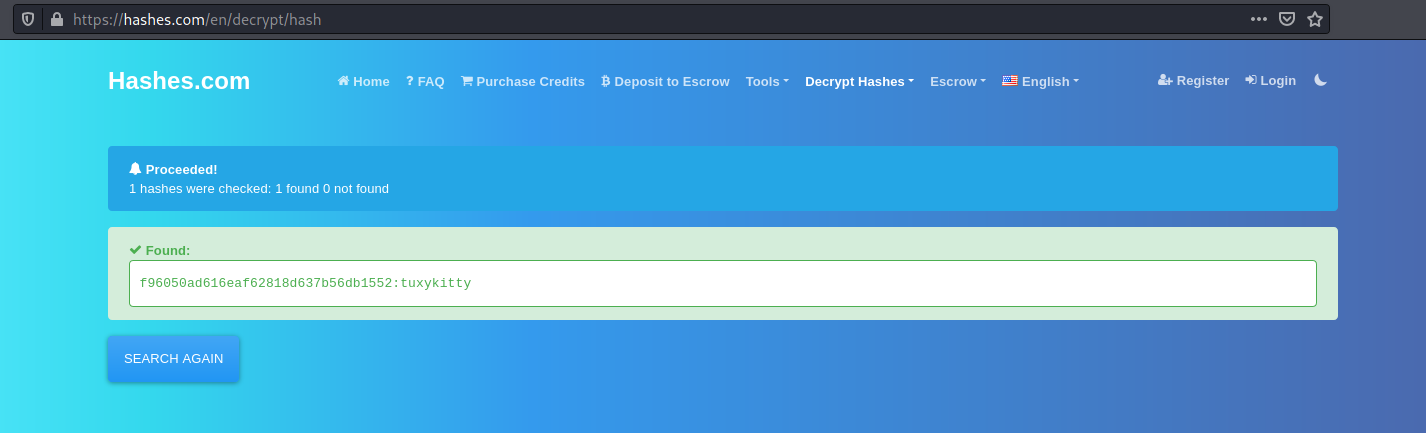 https://hashes.com/en/decrypt/hash
Hashes.com Home ? FAQ Purchase Credits Deposit to Escrow Tools Decrypt Hashes Escrow English Register Login
Proceeded!
1 hashes were checked: 1 found 0 not found
Found:
f96050ad616eaf62818d637b56db1552:tuxykitty
SEARCH AGAIN